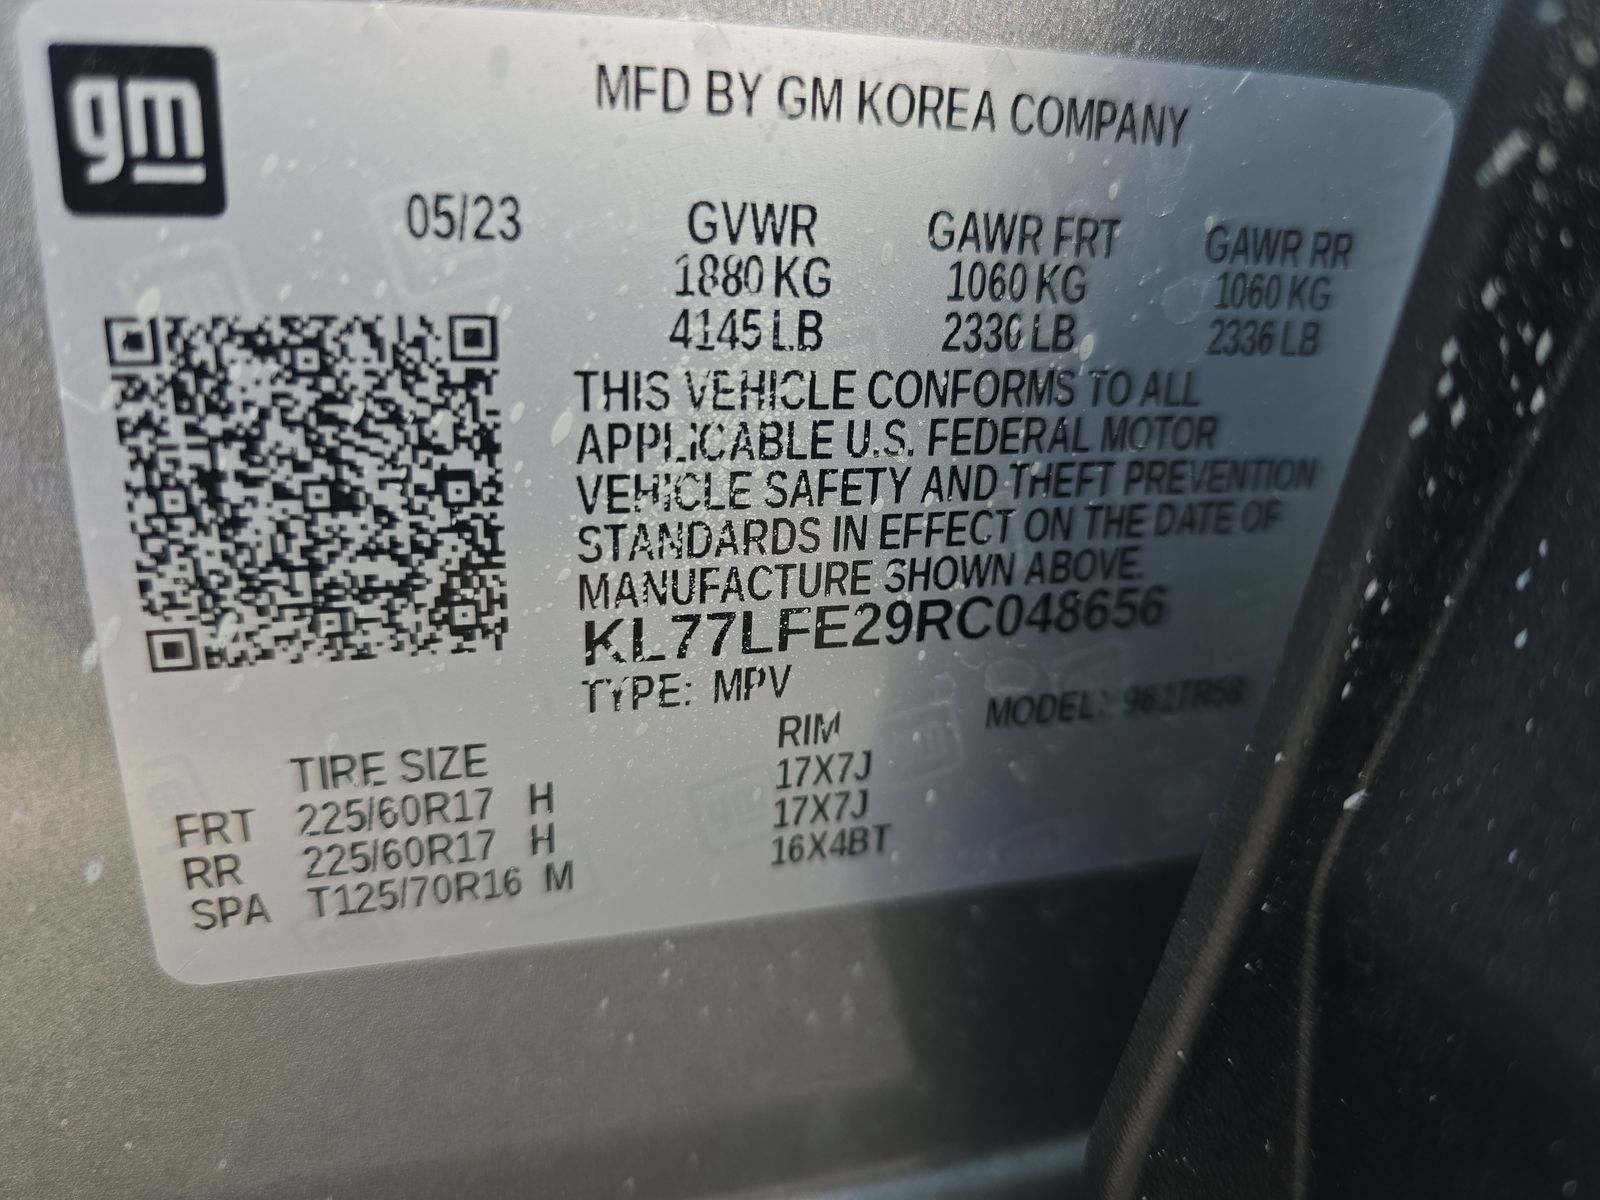 gm
MFD BY GM KOREA COMPANY
05/23 GVWR GAWR FRT GAWR RR
1880 KG 1060 KG 1060 KG
4145 LB 2336 LB 2336 LB
THIS VEHICLE CONFORMS TO ALL
APPLICABLE U.S. FEDERAL MOTOR
VEHICLE SAFETY AND THEFT PREVENTION
STANDARDS IN EFFECT ON THE DATE OF
MANUFACTURE SHOWN ABOVE.
KL77LFE29RC048656
TYPE: MPV MODEL:
TIRE SIZE RIM
FRT 225/60R17 H 17X7J
RR 225/60R17 H 17X7J
SPA T125/70R16 M 16X4BT